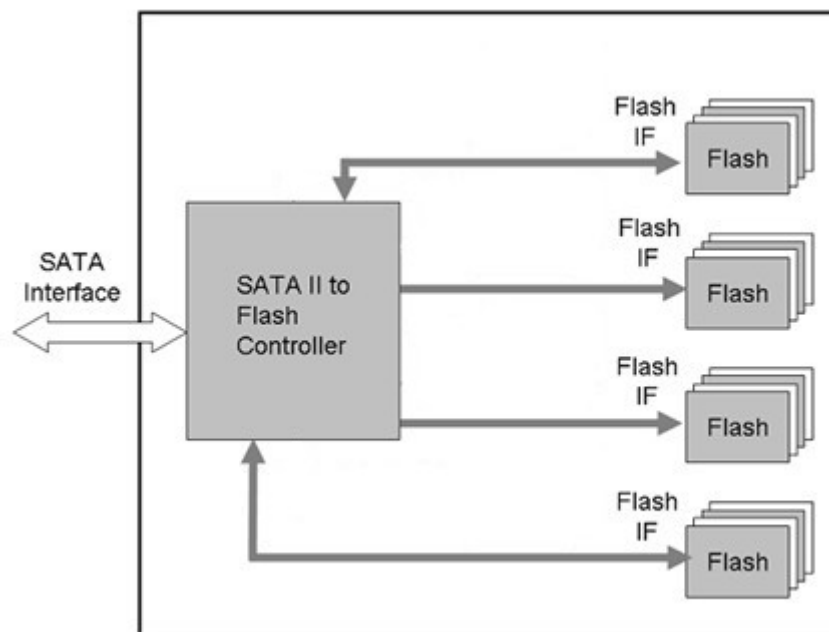 SATA
Interface
SATA II to
Flash
Controller
Flash
IF
Flash
Flash
IF
Flash
Flash
IF
Flash
Flash
IF
Flash